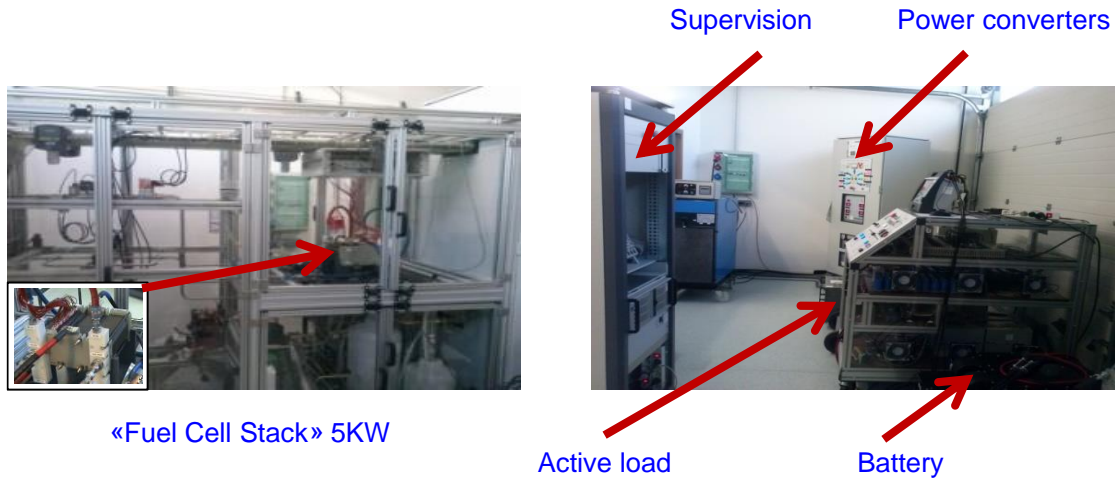 Supervision
Power converters
«Fuel Cell Stack» 5KW
Active load
Battery